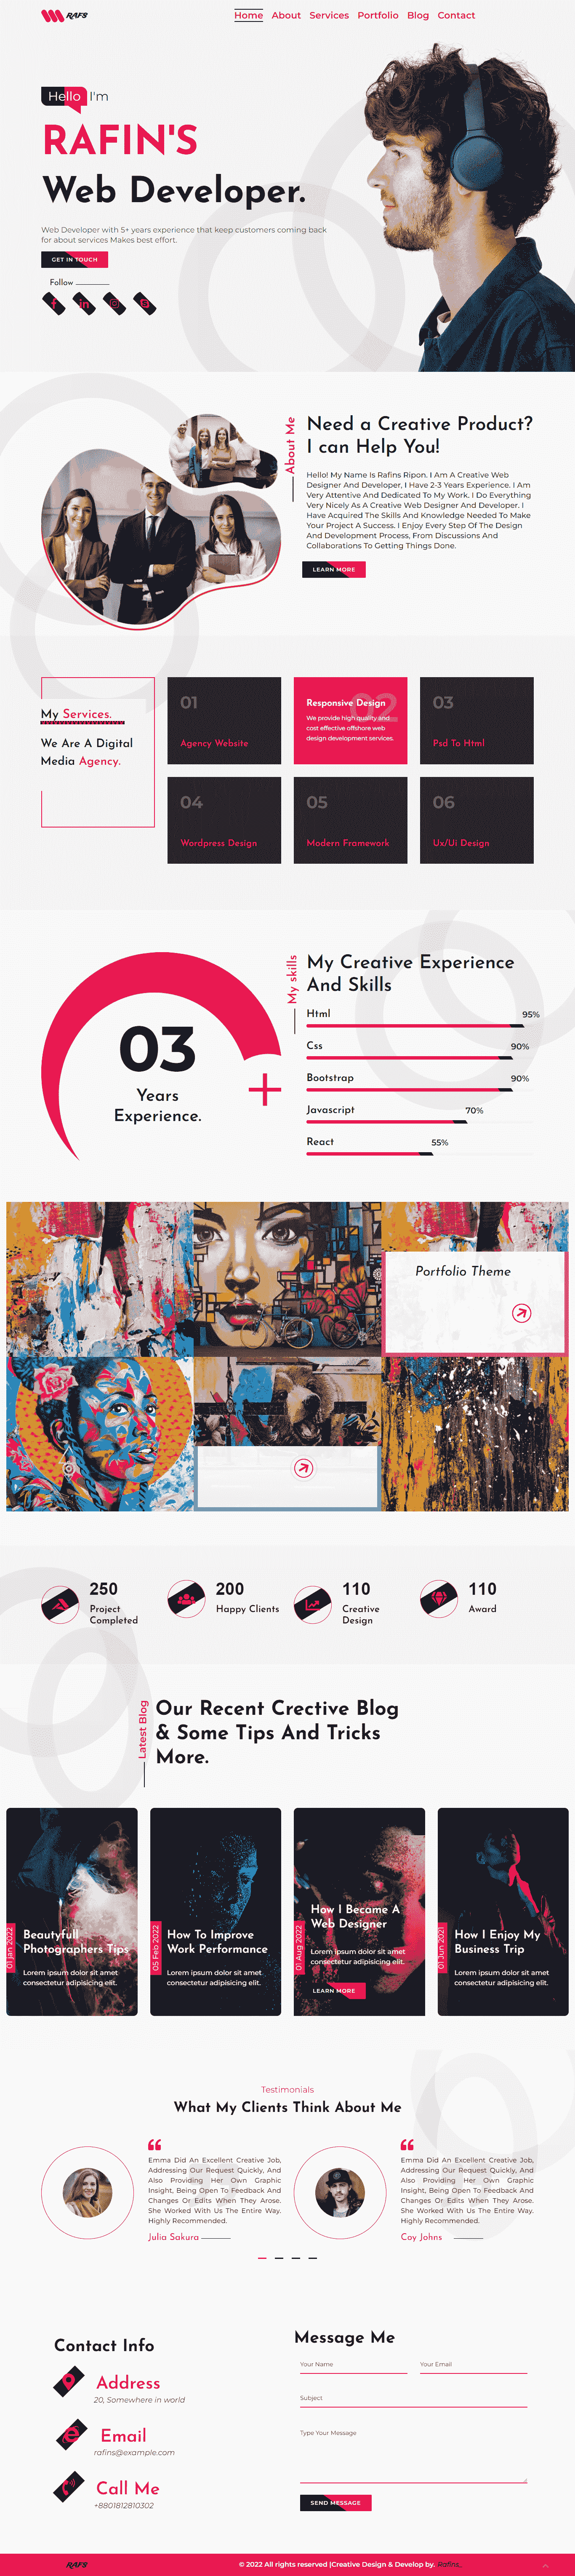 RAFS
Home About Services Portfolio Blog Contact
Hello I'm
RAFIN'S
Web Developer.
Web Developer with 5+ years experience that keep customers coming back
for about services Makes best effort.
GET IN TOUCH
Follow
About Me
Need a Creative Product?
I can Help You!
Hello! My Name Is Rafins Ripon. I Am A Creative Web
Designer And Developer, I Have 2-3 Years Experience. I Am
Very Attentive And Dedicated To My Work. I Do Everything
Very Nicely As A Creative Web Designer And Developer. I
Have Acquired The Skills And Knowledge Needed To Make
Your Project A Success. I Enjoy Every Step Of The Design
And Development Process, From Discussions And
Collaborations To Getting Things Done.
LEARN MORE
My Services.
We Are A Digital
Media Agency.
01
Agency Website
02
Responsive Design
We provide high quality and
cost effective offshore web
design development services.
03
Psd To Html
04
Wordpress Design
05
Modern Framework
06
Ux/Ui Design
03
Years
Experience.
My skills
My Creative Experience
And Skills
Html 95%
Css 90%
Bootstrap 90%
Javascript 70%
React 55%
Portfolio Theme
250
Project
Completed
200
Happy Clients
110
Creative
Design
110
Award
Latest Blog
Our Recent Crective Blog
& Some Tips And Tricks
More.
01 jan 2022
Beautyfull
Photographers Tips
Lorem ipsum dolor sit amet
consectetur adipisicing elit.
05 Feb 2022
How To Improve
Work Performance
Lorem ipsum dolor sit amet
consectetur adipisicing elit.
01 Aug 2022
How I Became A
Web Designer
Lorem ipsum dolor sit amet
consectetur adipisicing elit.
LEARN MORE
01 Jun 2022
How I Enjoy My
Business Trip
Lorem ipsum dolor sit amet
consectetur adipisicing elit.
Testimonials
What My Clients Think About Me
Emma Did An Excellent Creative Job,
Addressing Our Request Quickly, And
Also Providing Her Own Graphic
Insight, Being Open To Feedback And
Changes Or Edits When They Arose.
She Worked With Us The Entire Way.
Highly Recommended.
Julia Sakura
Emma Did An Excellent Creative Job,
Addressing Our Request Quickly, And
Also Providing Her Own Graphic
Insight, Being Open To Feedback And
Changes Or Edits When They Arose.
She Worked With Us The Entire Way.
Highly Recommended.
Coy Johns
Contact Info
Address
20, Somewhere in world
Email
rafins@example.com
Call Me
+8801812810302
Message Me
Your Name
Your Email
Subject
Type Your Message
SEND MESSAGE
RAFS
© 2022 All rights reserved |Creative Design & Develop by. Rafins,.